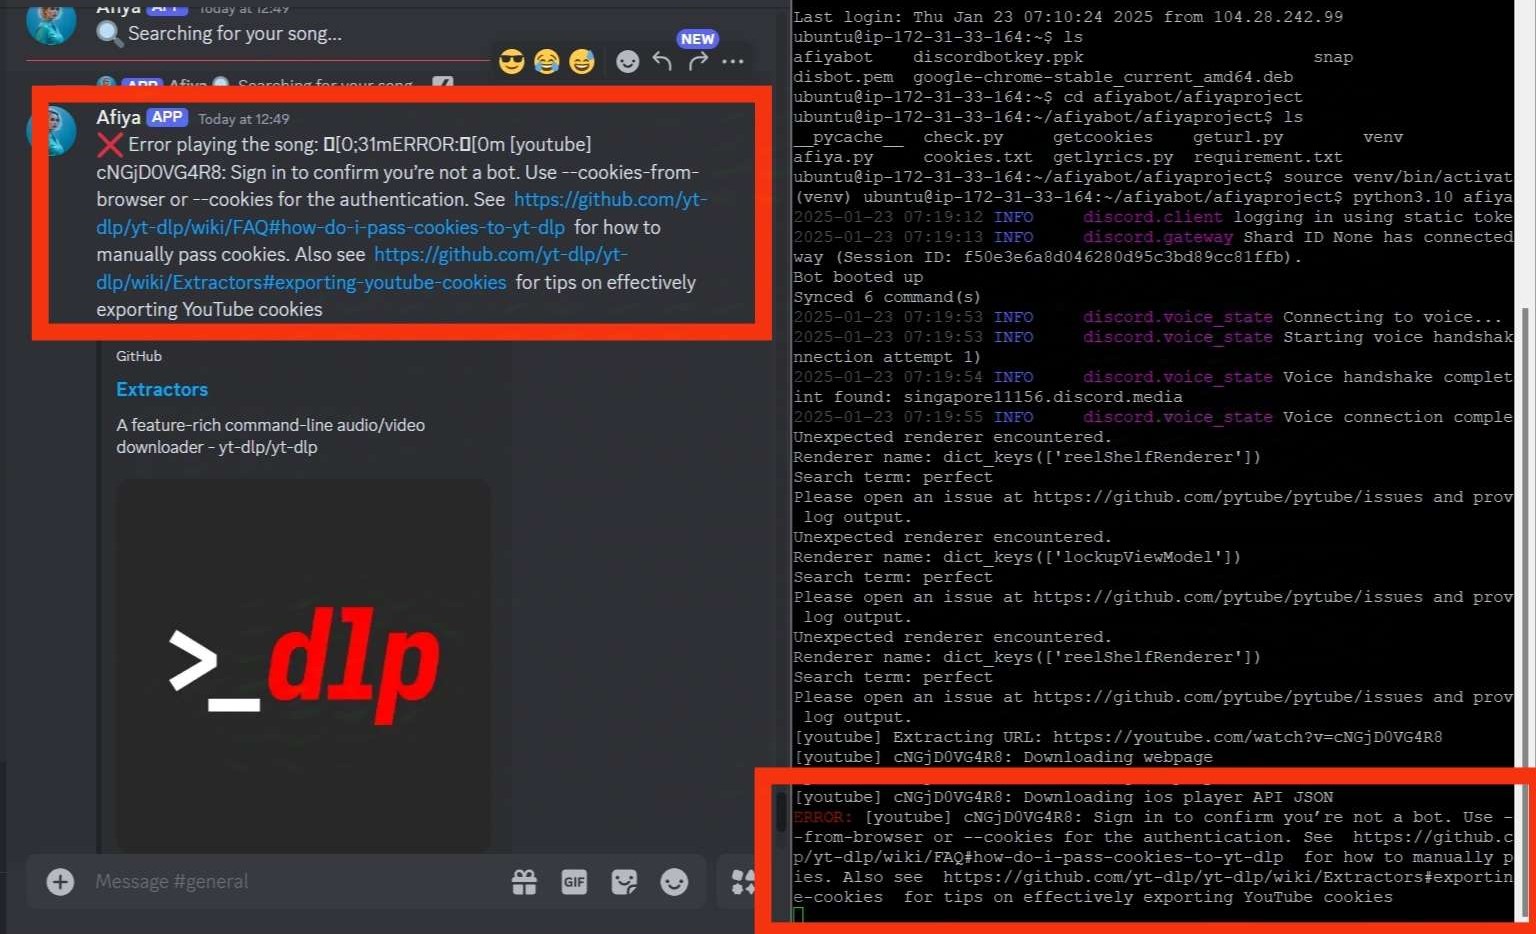 Afiya APP Today at 12:49
Searching for your song...
NEW
APP Afiya Searching for your song
Afiya APP Today at 12:49
Error playing the song: [0;31mERROR:[0m [youtube]
cNGjD0VG4R8: Sign in to confirm you’re not a bot. Use --cookies-from-
browser or --cookies for the authentication. See https://github.com/yt-
dlp/yt-dlp/wiki/FAQ#how-do-i-pass-cookies-to-yt-dlp for how to
manually pass cookies. Also see https://github.com/yt-dlp/yt-
dlp/wiki/Extractors#exporting-youtube-cookies for tips on effectively
exporting YouTube cookies
GitHub
Extractors
A feature-rich command-line audio/video
downloader - yt-dlp/yt-dlp
>_dlp
Message #general
GIF
Last login: Thu Jan 23 07:10:24 2025 from 104.28.242.99
ubuntu@ip-172-31-33-164:~$ ls
afiyabot discordbotkey.ppk snap
disbot.pem google-chrome-stable_current_amd64.deb
ubuntu@ip-172-31-33-164:~$ cd afiyabot/afiyaproject
ubuntu@ip-172-31-33-164:~/afiyabot/afiyaproject$ ls
__pycache__ check.py getcookies geturl.py venv
afiya.py cookies.txt getlyrics.py requirement.txt
ubuntu@ip-172-31-33-164:~/afiyabot/afiyaproject$ source venv/bin/activat
(venv) ubuntu@ip-172-31-33-164:~/afiyabot/afiyaproject$ python3.10 afiya
2025-01-23 07:19:12 INFO discord.client logging in using static toke
2025-01-23 07:19:13 INFO discord.gateway Shard ID None has connected
way (Session ID: f50e3e6a8d046280d95c3bd89cc81ffb).
Bot booted up
Synced 6 command(s)
2025-01-23 07:19:53 INFO discord.voice_state Connecting to voice...
2025-01-23 07:19:53 INFO discord.voice_state Starting voice handshak
nnection attempt 1)
2025-01-23 07:19:54 INFO discord.voice_state Voice handshake complet
int found: singapore11156.discord.media
2025-01-23 07:19:55 INFO discord.voice_state Voice connection comple
Unexpected renderer encountered.
Renderer name: dict_keys(['reelShelfRenderer'])
Search term: perfect
Please open an issue at https://github.com/pytube/pytube/issues and prov
log output.
Unexpected renderer encountered.
Renderer name: dict_keys(['lockupViewModel'])
Search term: perfect
Please open an issue at https://github.com/pytube/pytube/issues and prov
log output.
Unexpected renderer encountered.
Renderer name: dict_keys(['reelShelfRenderer'])
Search term: perfect
Please open an issue at https://github.com/pytube/pytube/issues and prov
log output.
[youtube] Extracting URL: https://youtube.com/watch?v=cNGjD0VG4R8
[youtube] cNGjD0VG4R8: Downloading webpage
[youtube] cNGjD0VG4R8: Downloading ios player API JSON
ERROR: [youtube] cNGjD0VG4R8: Sign in to confirm you’re not a bot. Use -
-from-browser or --cookies for the authentication. See https://github.c
p/yt-dlp/wiki/FAQ#how-do-i-pass-cookies-to-yt-dlp for how to manually p
ies. Also see https://github.com/yt-dlp/yt-dlp/wiki/Extractors#exportin
e-cookies for tips on effectively exporting YouTube cookies